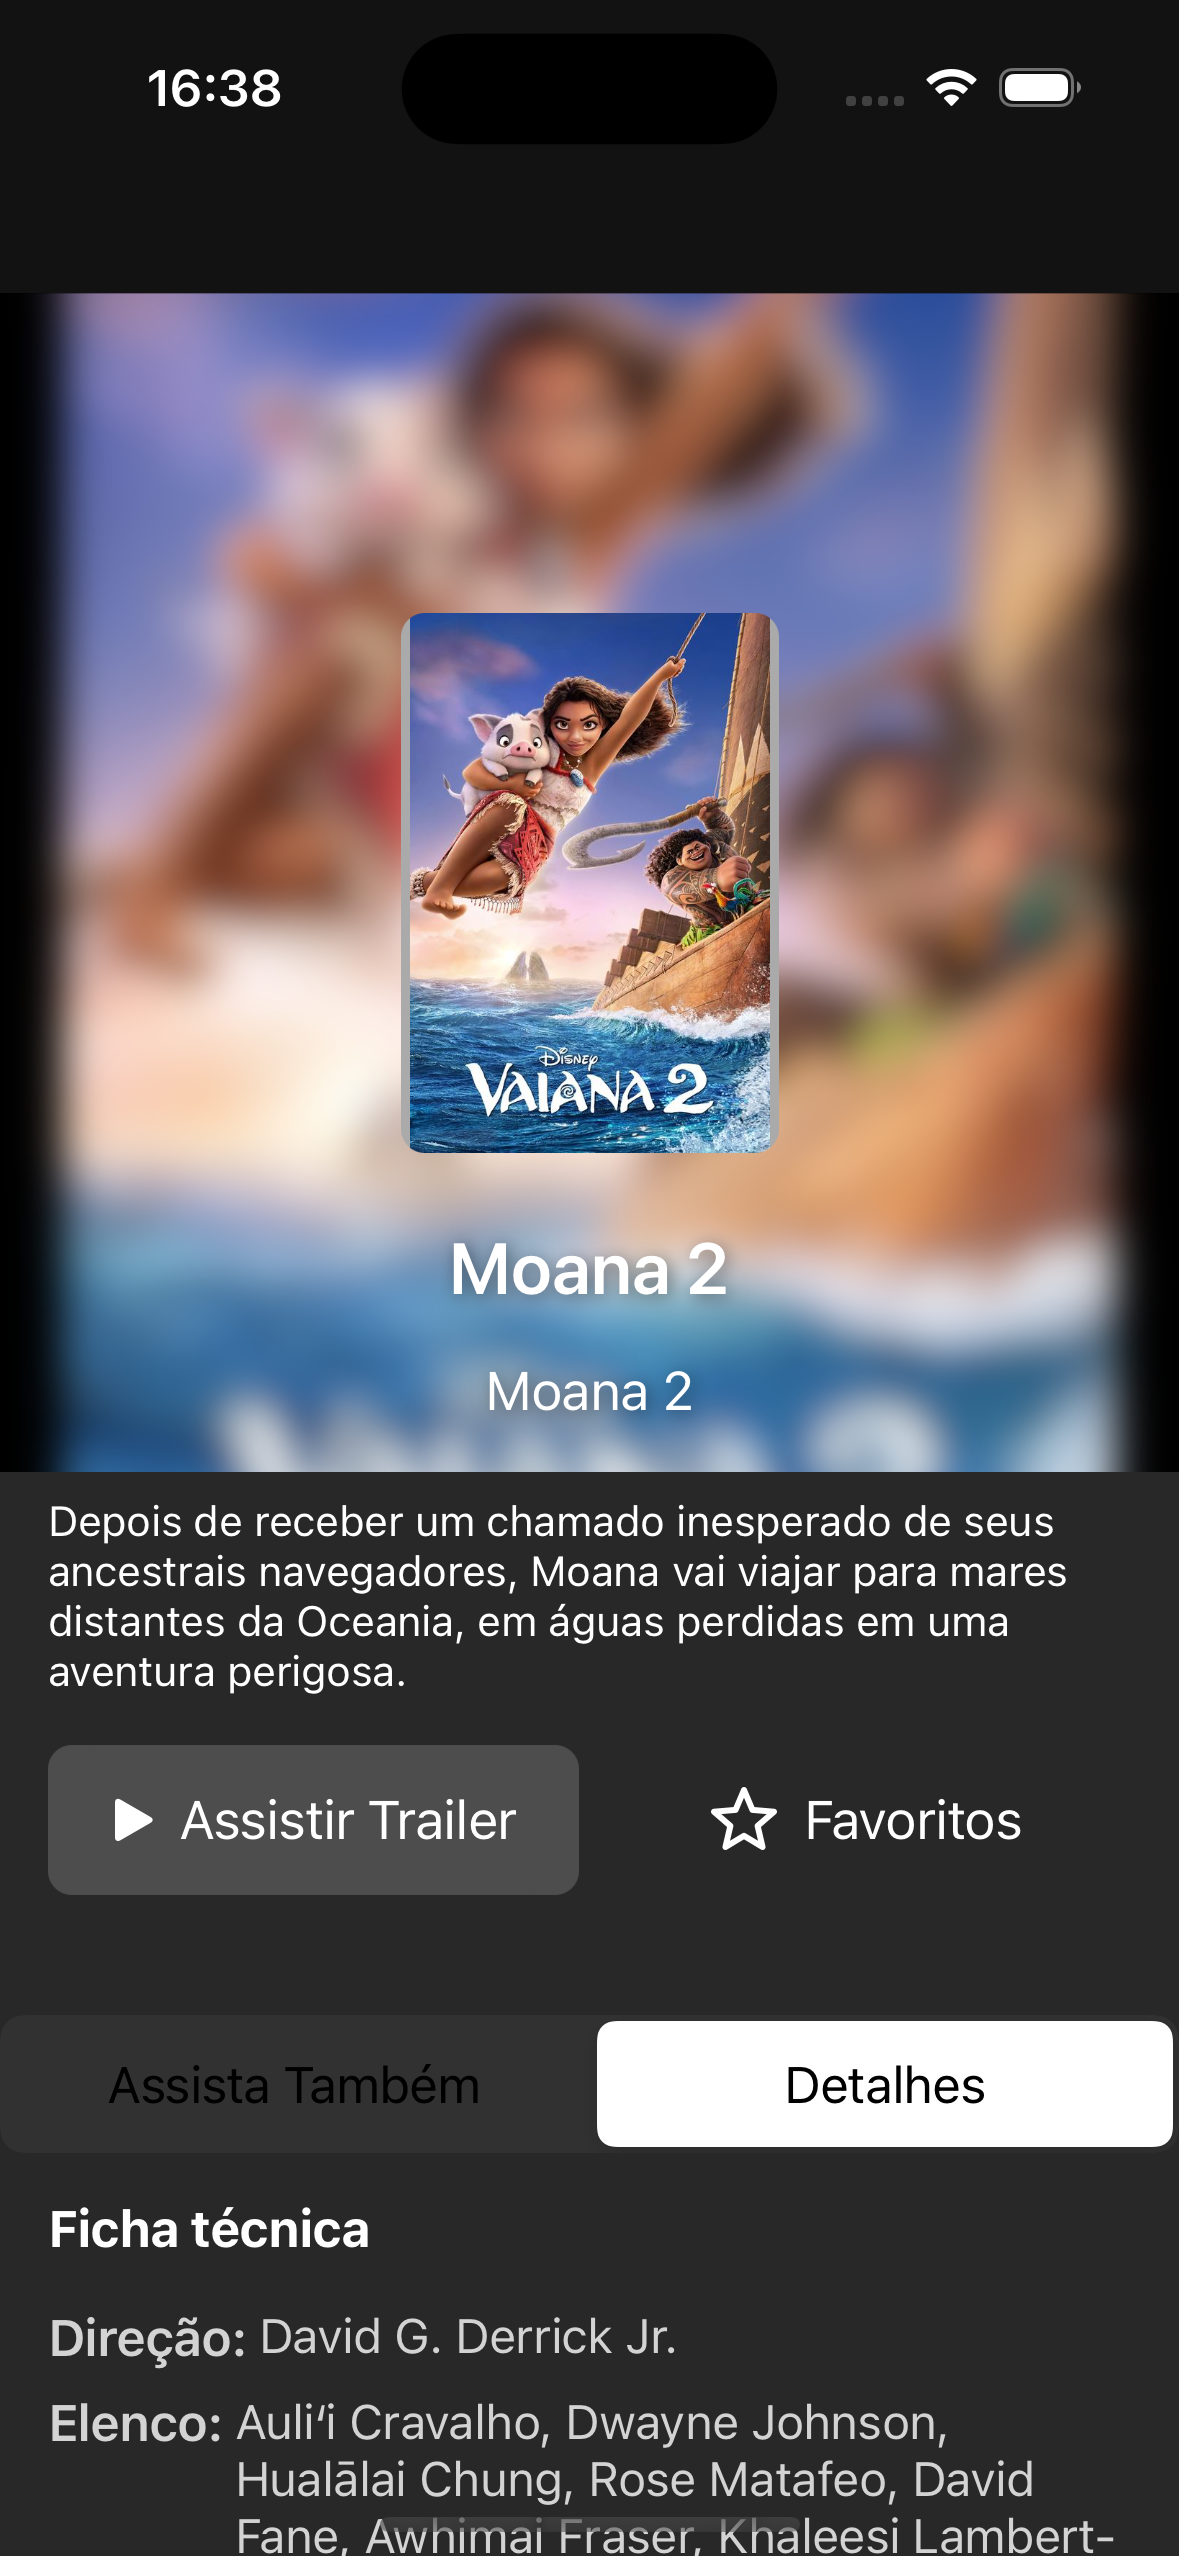 16:38
Disney
VAIANA 2
Moana 2
Moana 2
Depois de receber um chamado inesperado de seus
ancestrais navegadores, Moana vai viajar para mares
distantes da Oceania, em águas perdidas em uma
aventura perigosa.
Assistir Trailer
Favoritos
Assista Também
Detalhes
Ficha técnica
Direção: David G. Derrick Jr.
Elenco: Auliʻi Cravalho, Dwayne Johnson,
Hualālai Chung, Rose Matafeo, David
Fane, Awhimai Fraser, Khaleesi Lambert-